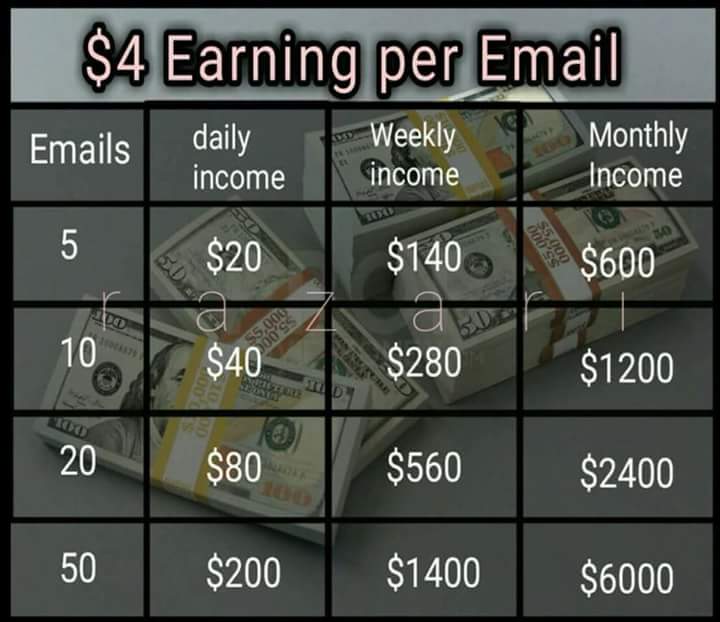 $4 Earning per Email
Emails
daily
income
Weekly
income
Monthly
Income
5
$20
$140
$600
r a z a r i
10
$40
$280
$1200
20
$80
$560
$2400
50
$200
$1400
$6000